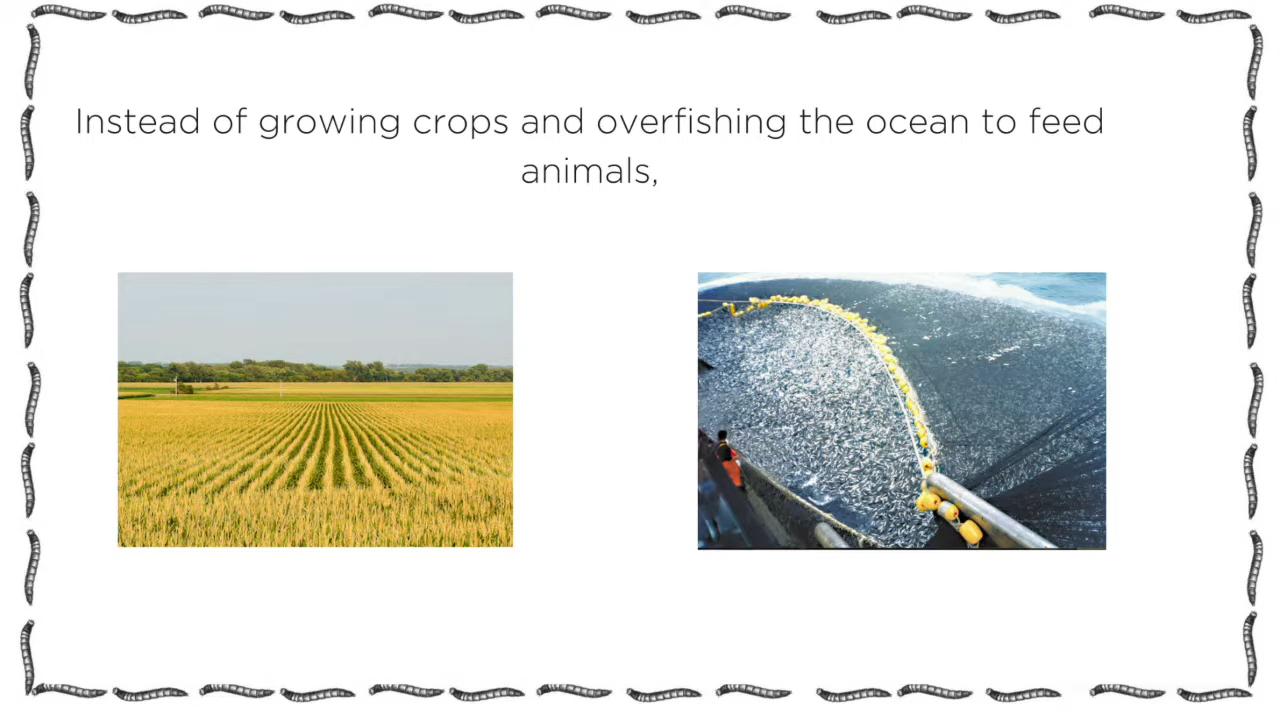 Instead of growing crops and overfishing the ocean to feed
animals,